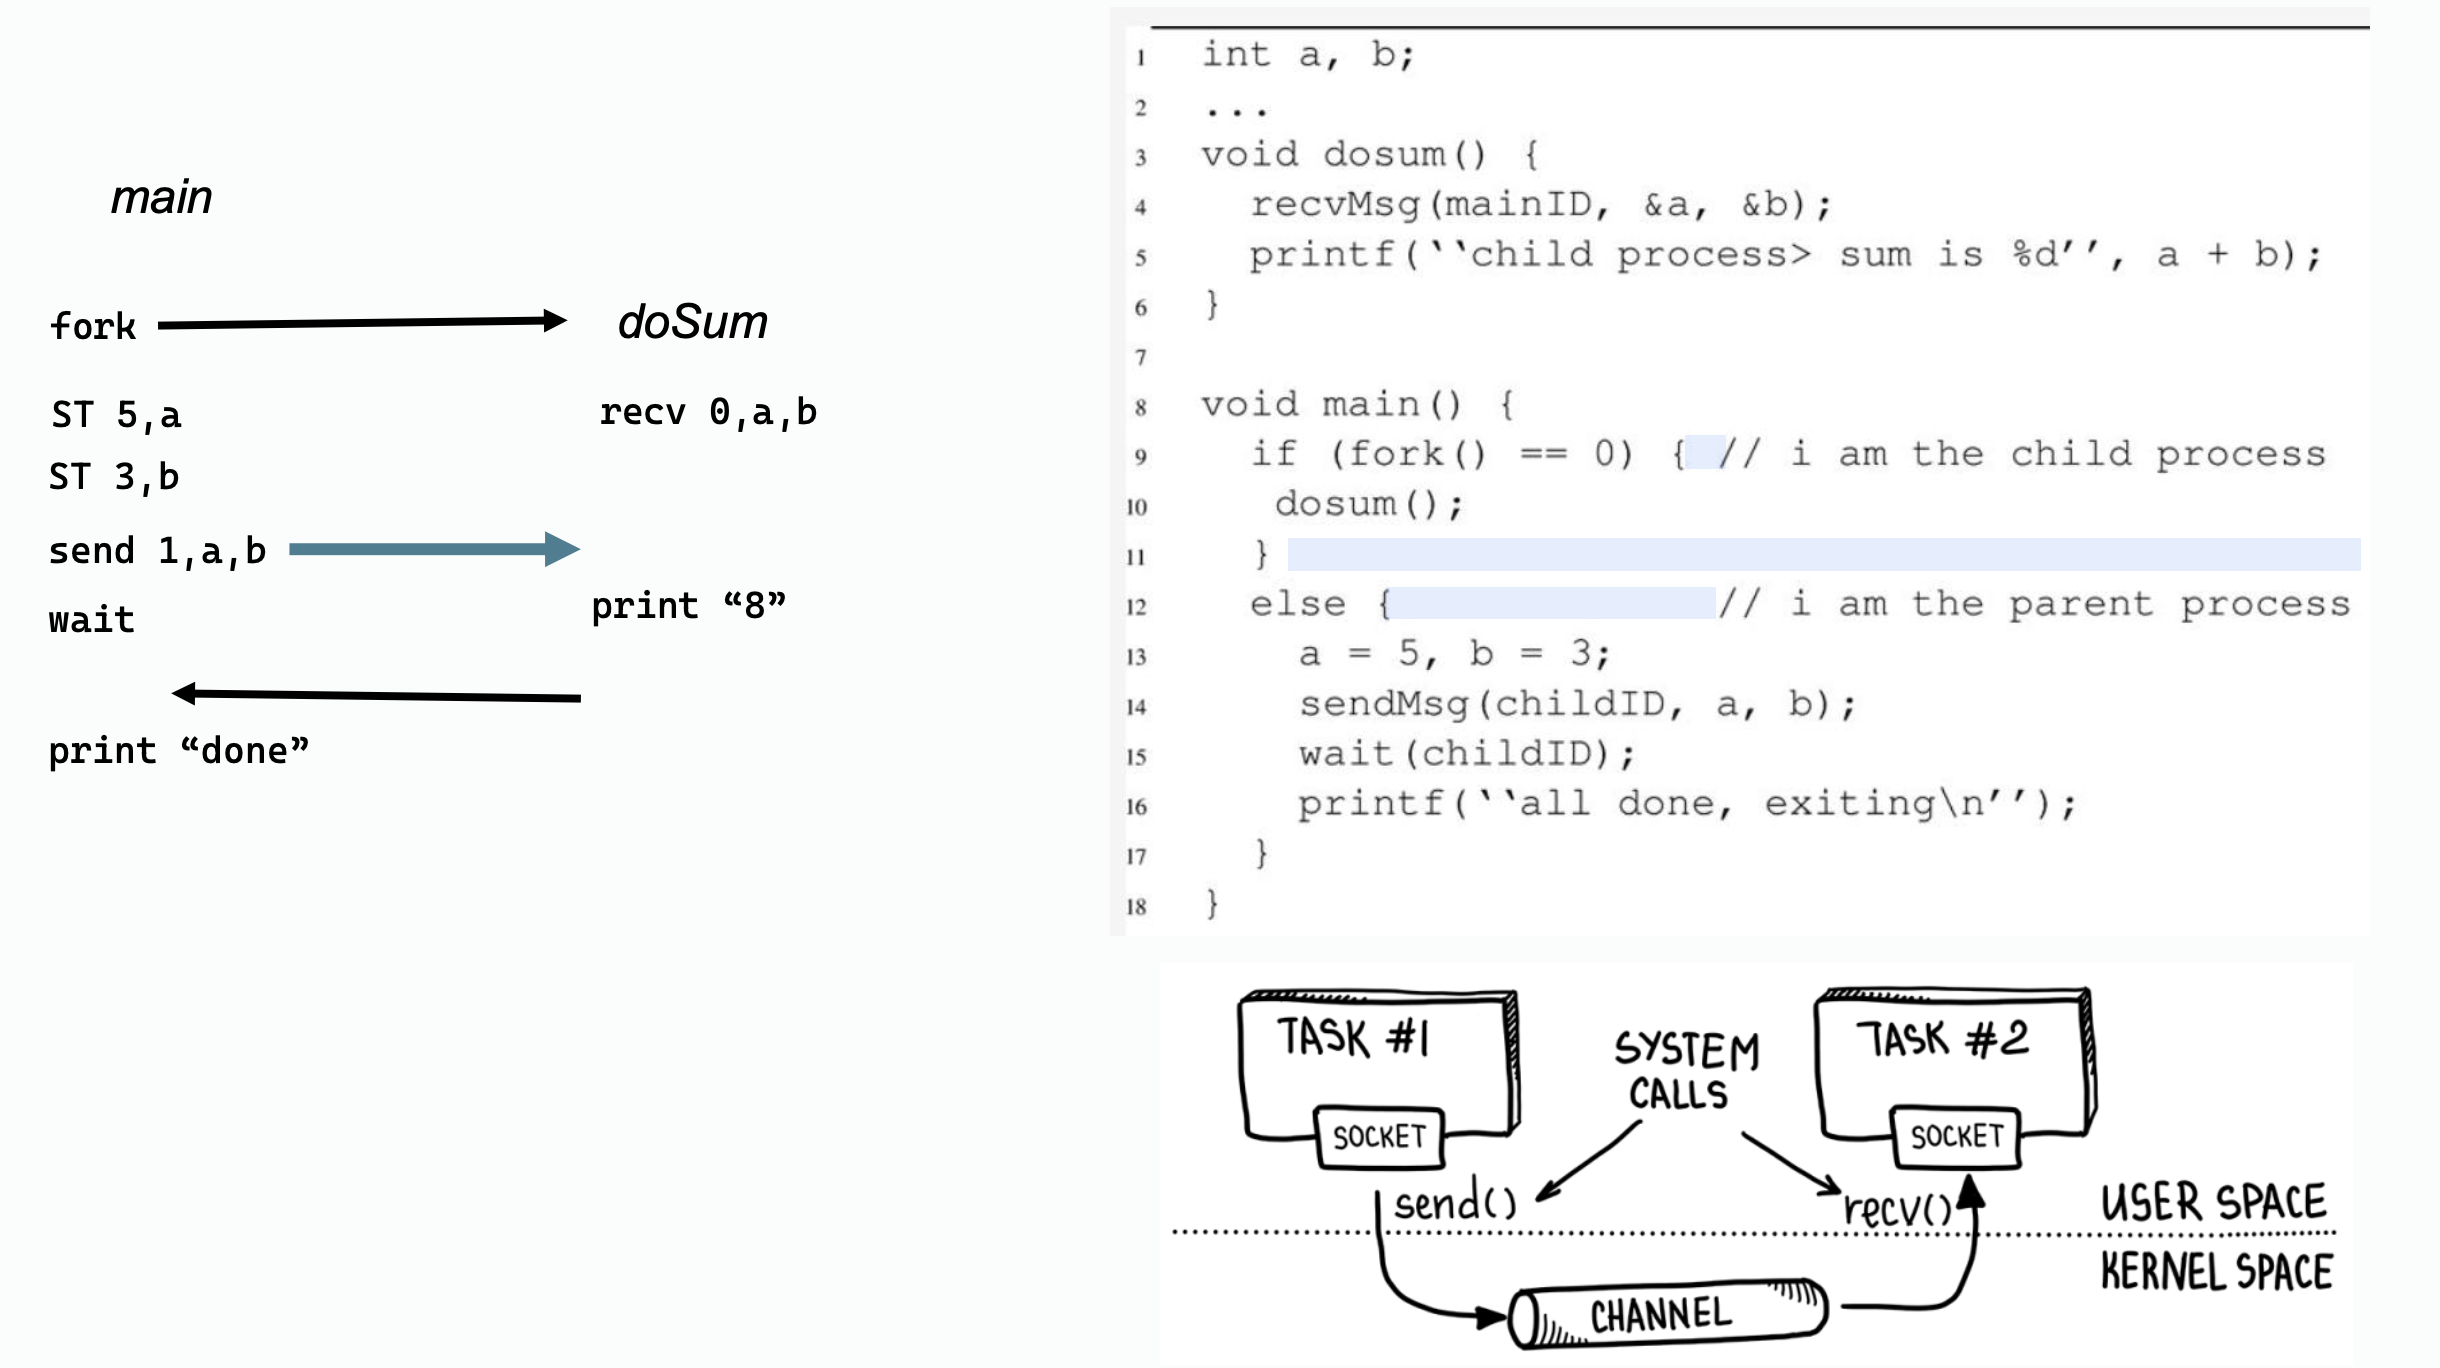 main
fork
doSum
ST 5,a
recv 0,a,b
ST 3,b
send 1,a,b
wait
print “8”
print “done”
1 int a, b;
2 ...
3 void dosum() {
4 recvMsg(mainID, &a, &b);
5 printf(‘‘child process> sum is %d’’, a + b);
6 }
7
8 void main() {
9 if (fork() == 0) { // i am the child process
10 dosum();
11 }
12 else { // i am the parent process
13 a = 5, b = 3;
14 sendMsg(childID, a, b);
15 wait(childID);
16 printf(‘‘all done, exiting\n’’);
17 }
18 }
TASK #1
SYSTEM
CALLS
TASK #2
SOCKET
SOCKET
send()
recv()
USER SPACE
KERNEL SPACE
CHANNEL